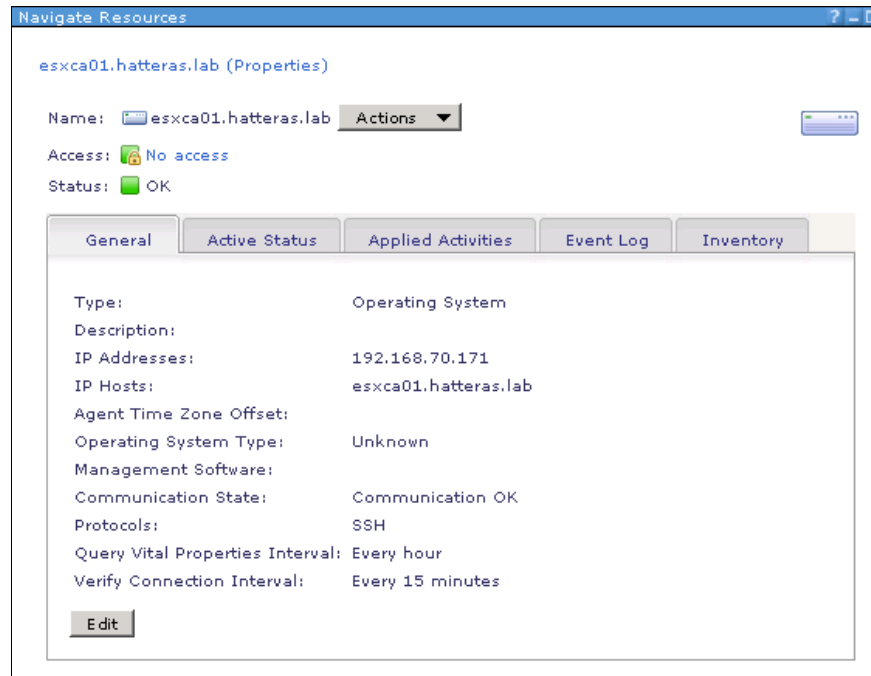 Navigate Resources ? –
esxca01.hatteras.lab (Properties)
Name: esxca01.hatteras.lab Actions
Access: No access
Status: OK
General Active Status Applied Activities Event Log Inventory
Type: Operating System
Description:
IP Addresses: 192.168.70.171
IP Hosts: esxca01.hatteras.lab
Agent Time Zone Offset:
Operating System Type: Unknown
Management Software:
Communication State: Communication OK
Protocols: SSH
Query Vital Properties Interval: Every hour
Verify Connection Interval: Every 15 minutes
Edit